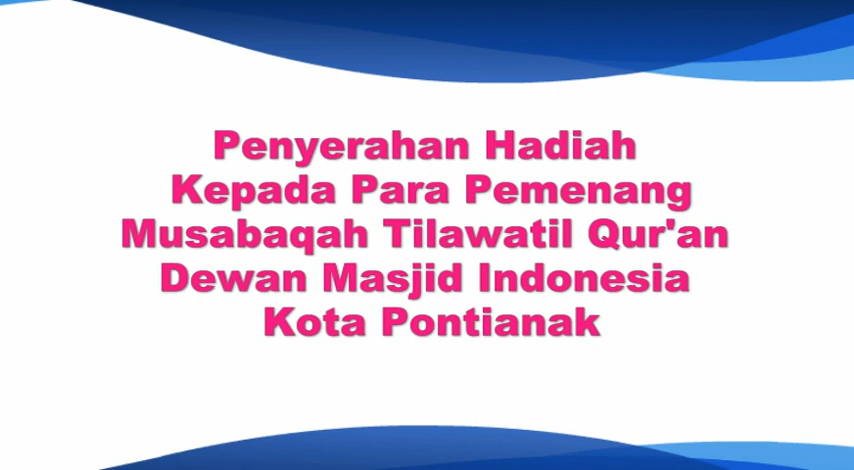 Penyerahan Hadiah
Kepada Para Pemenang
Musabaqah Tilawatil Qur'an
Dewan Masjid Indonesia
Kota Pontianak